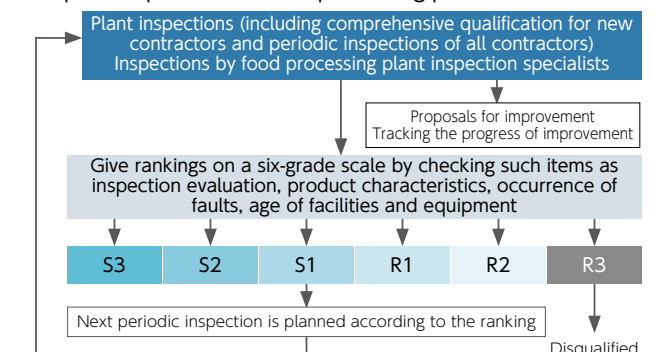 Plant inspections (including comprehensive qualification for new
contractors and periodic inspections of all contractors)
Inspections by food processing plant inspection specialists
Proposals for improvement
Tracking the progress of improvement
Give rankings on a six-grade scale by checking such items as
inspection evaluation, product characteristics, occurrence of
faults, age of facilities and equipment
S3 S2 S1 R1 R2 R3
Next periodic inspection is planned according to the ranking
Disqualified